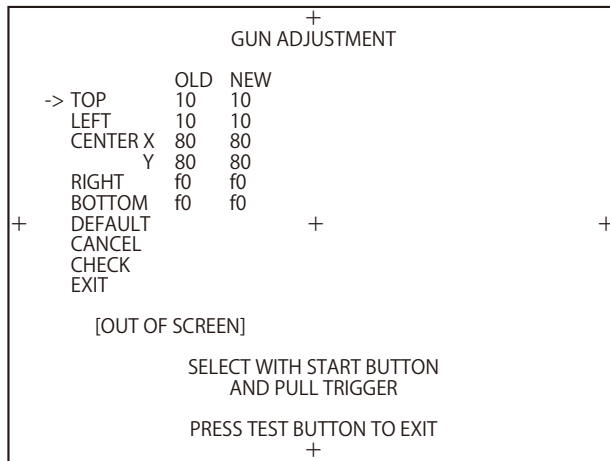 GUN ADJUSTMENT
OLD NEW
-> TOP 10 10
LEFT 10 10
CENTER X 80 80
Y 80 80
RIGHT f0 f0
BOTTOM f0 f0
DEFAULT
CANCEL
CHECK
EXIT
[OUT OF SCREEN]
SELECT WITH START BUTTON
AND PULL TRIGGER
PRESS TEST BUTTON TO EXIT